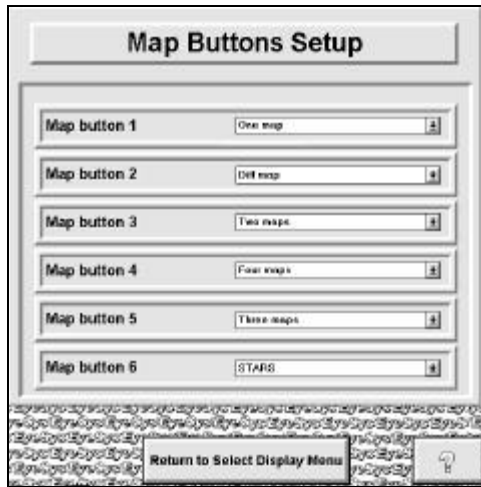 Map Buttons Setup
Map button 1 One map
Map button 2 Diff map
Map button 3 Two maps
Map button 4 Four maps
Map button 5 Three maps
Map button 6 STARS
Return to Select Display Menu ?